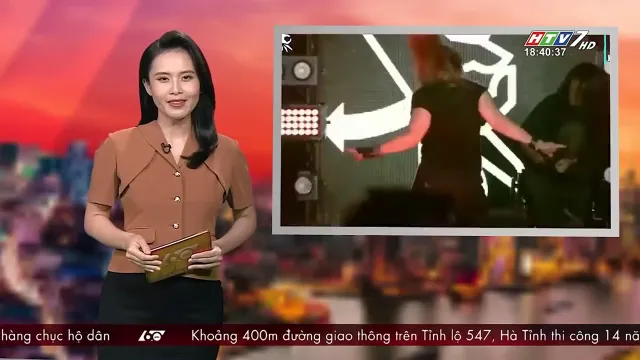 HTV7 HD
18:40:37
hàng chục hộ dân 60 Khoảng 400m đường giao thông trên Tỉnh lộ 547, Hà Tĩnh thi công 14 nă